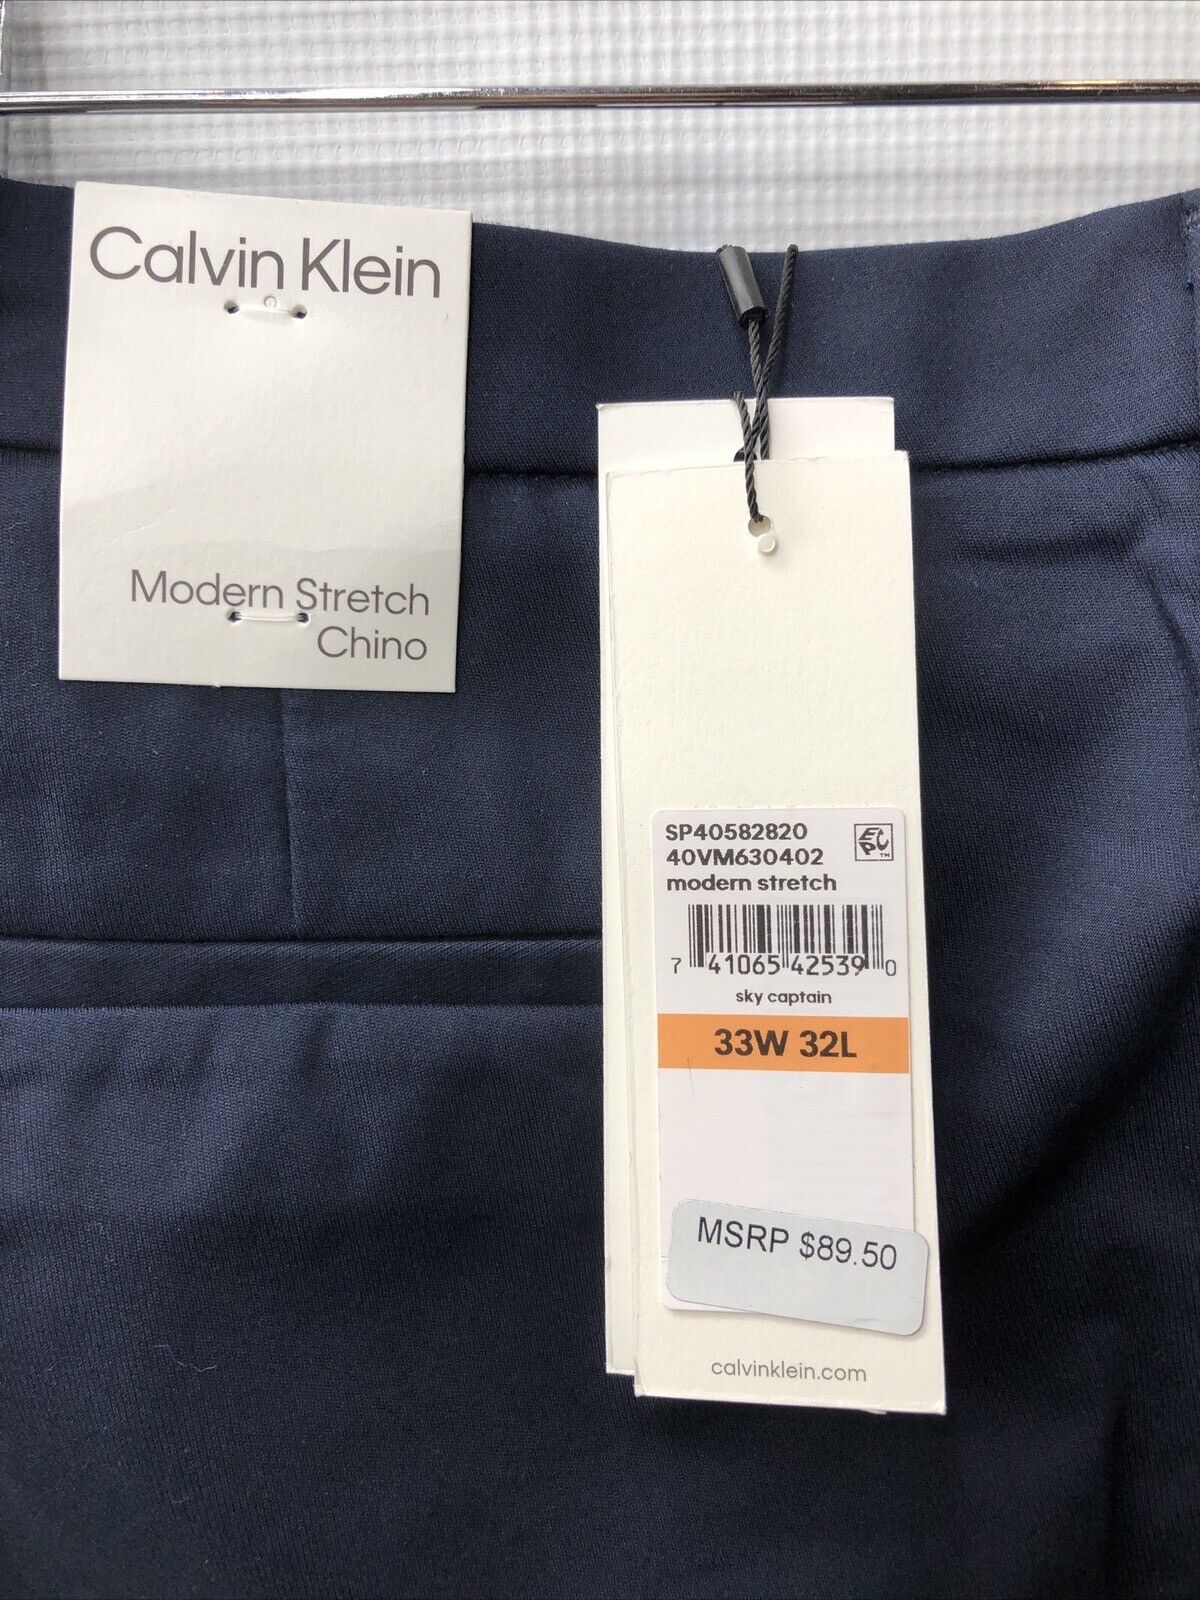 Calvin Klein
Modern Stretch
Chino
SP40582820
40VM630402
modern stretch
EPC™
7 41065 42539 0
sky captain
33W 32L
MSRP $89.50
calvinklein.com